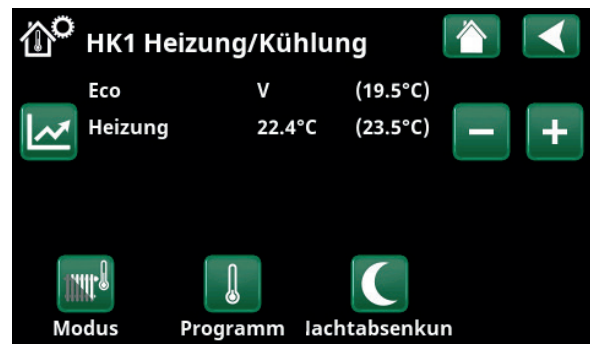 HK1 Heizung/Kühlung
Eco V (19.5°C)
Heizung 22.4°C (23.5°C)
Modus Programm lachtabsenkun